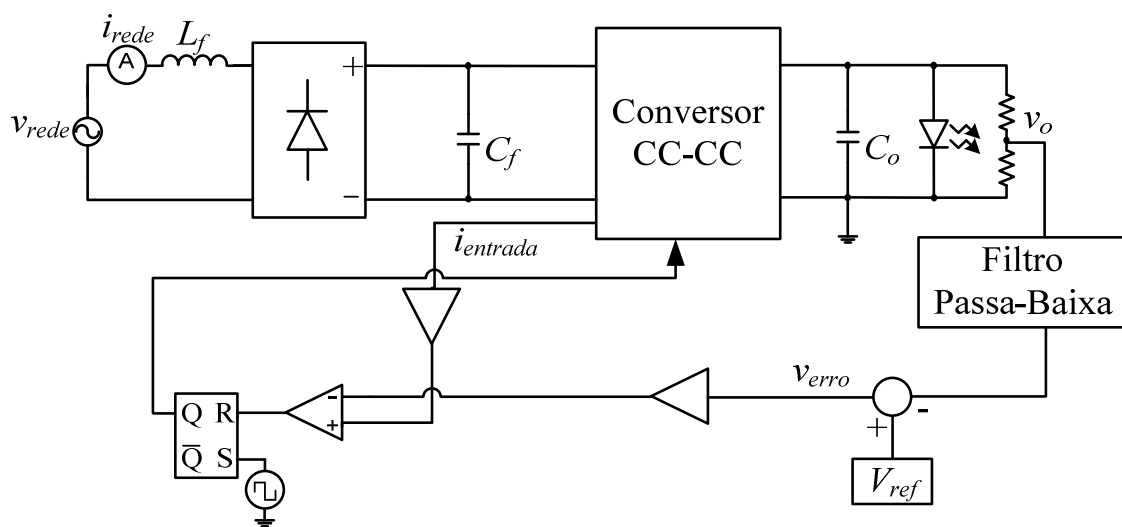 i_rede
L_f
A
v_rede
+
−
C_f
Conversor
CC-CC
C_o
v_o
i_entrada
Filtro
Passa-Baixa
v_erro
-
+
-
+
Q R
Q̅ S
V_ref